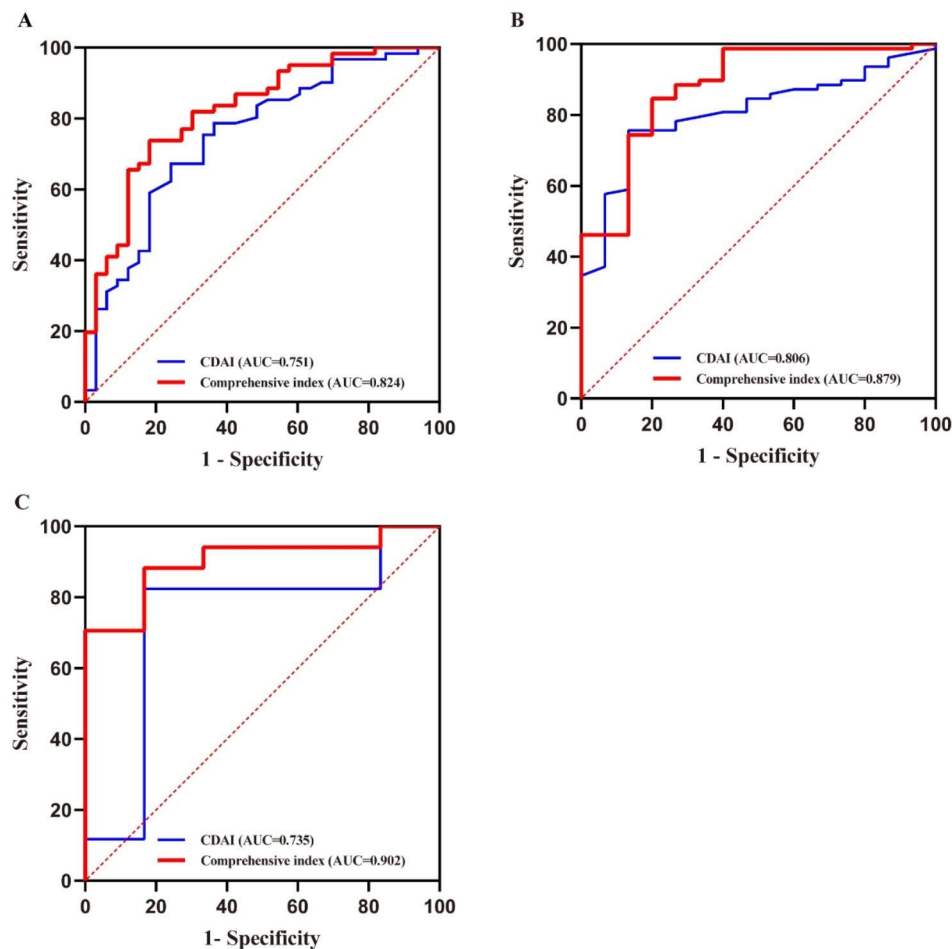 A
100
80
60
40
20
0
Sensitivity
CDAI (AUC=0.751)
Comprehensive index (AUC=0.824)
0 20 40 60 80 100
1 - Specificity
B
100
80
60
40
20
0
Sensitivity
CDAI (AUC=0.806)
Comprehensive index (AUC=0.879)
0 20 40 60 80 100
1 - Specificity
C
100
80
60
40
20
0
Sensitivity
CDAI (AUC=0.735)
Comprehensive index (AUC=0.902)
0 20 40 60 80 100
1- Specificity